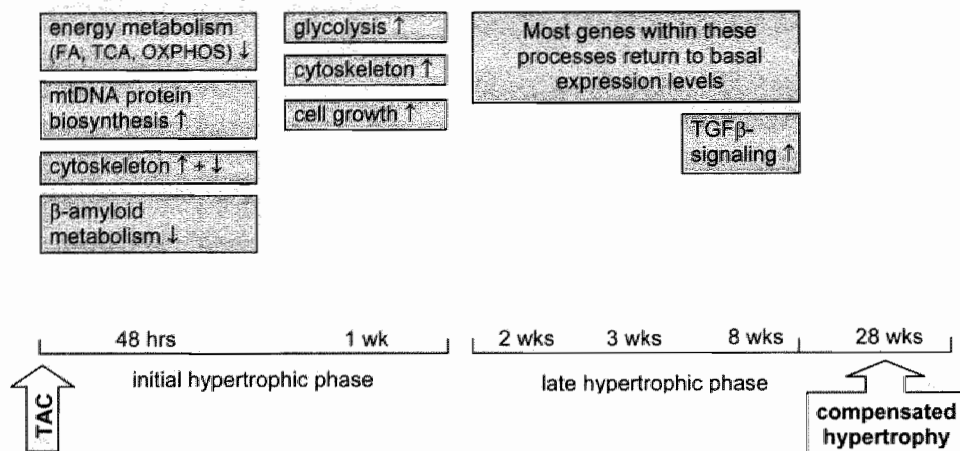 energy metabolism
(FA, TCA, OXPHOS) ↓
mtDNA protein
biosynthesis ↑
cytoskeleton ↑ + ↓
β-amyloid
metabolism ↓
glycolysis ↑
cytoskeleton ↑
cell growth ↑
Most genes within these
processes return to basal
expression levels
TGFβ-
signaling ↑
48 hrs
1 wk
2 wks
3 wks
8 wks
28 wks
initial hypertrophic phase
late hypertrophic phase
TAC
compensated
hypertrophy